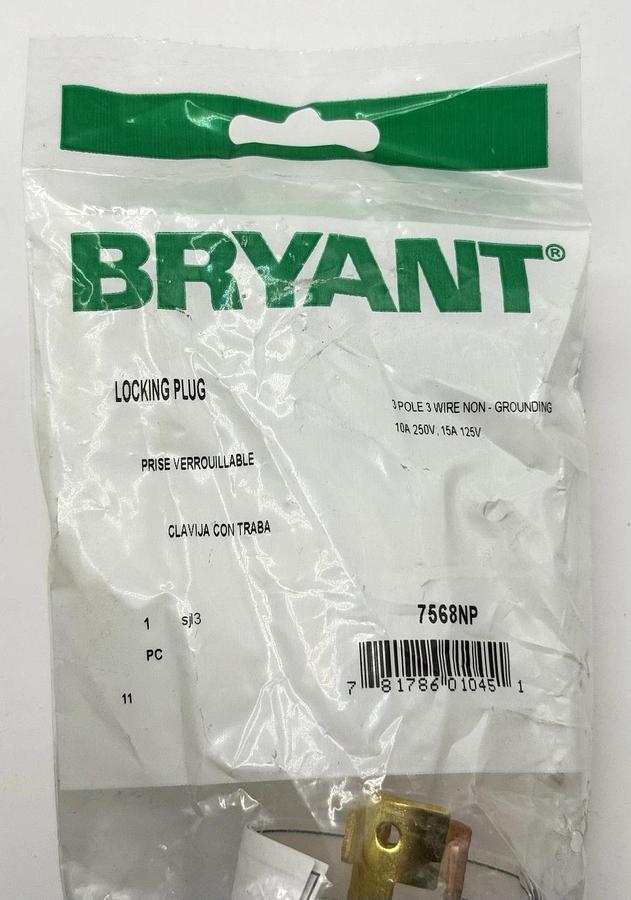 BRYANT®
LOCKING PLUG
3 POLE 3 WIRE NON - GROUNDING
10A 250V, 15A 125V
PRISE VERROUILLABLE
CLAVIJA CON TRABA
7568NP
1 sjl3
PC
11
7 81786 01045 1